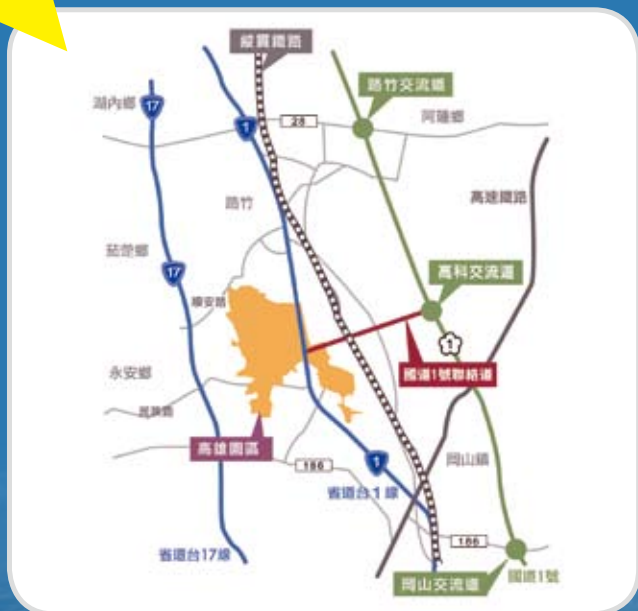 縱貫鐵路
路竹交流道
湖內鄉
17
1
28
阿蓮鄉
路竹
高速鐵路
茄萣鄉
17
高科交流道
順安路
1
國道1號聯絡道
永安鄉
高雄園區
186
1
岡山鎮
省道台1線
186
省道台17線
岡山交流道
國道1號